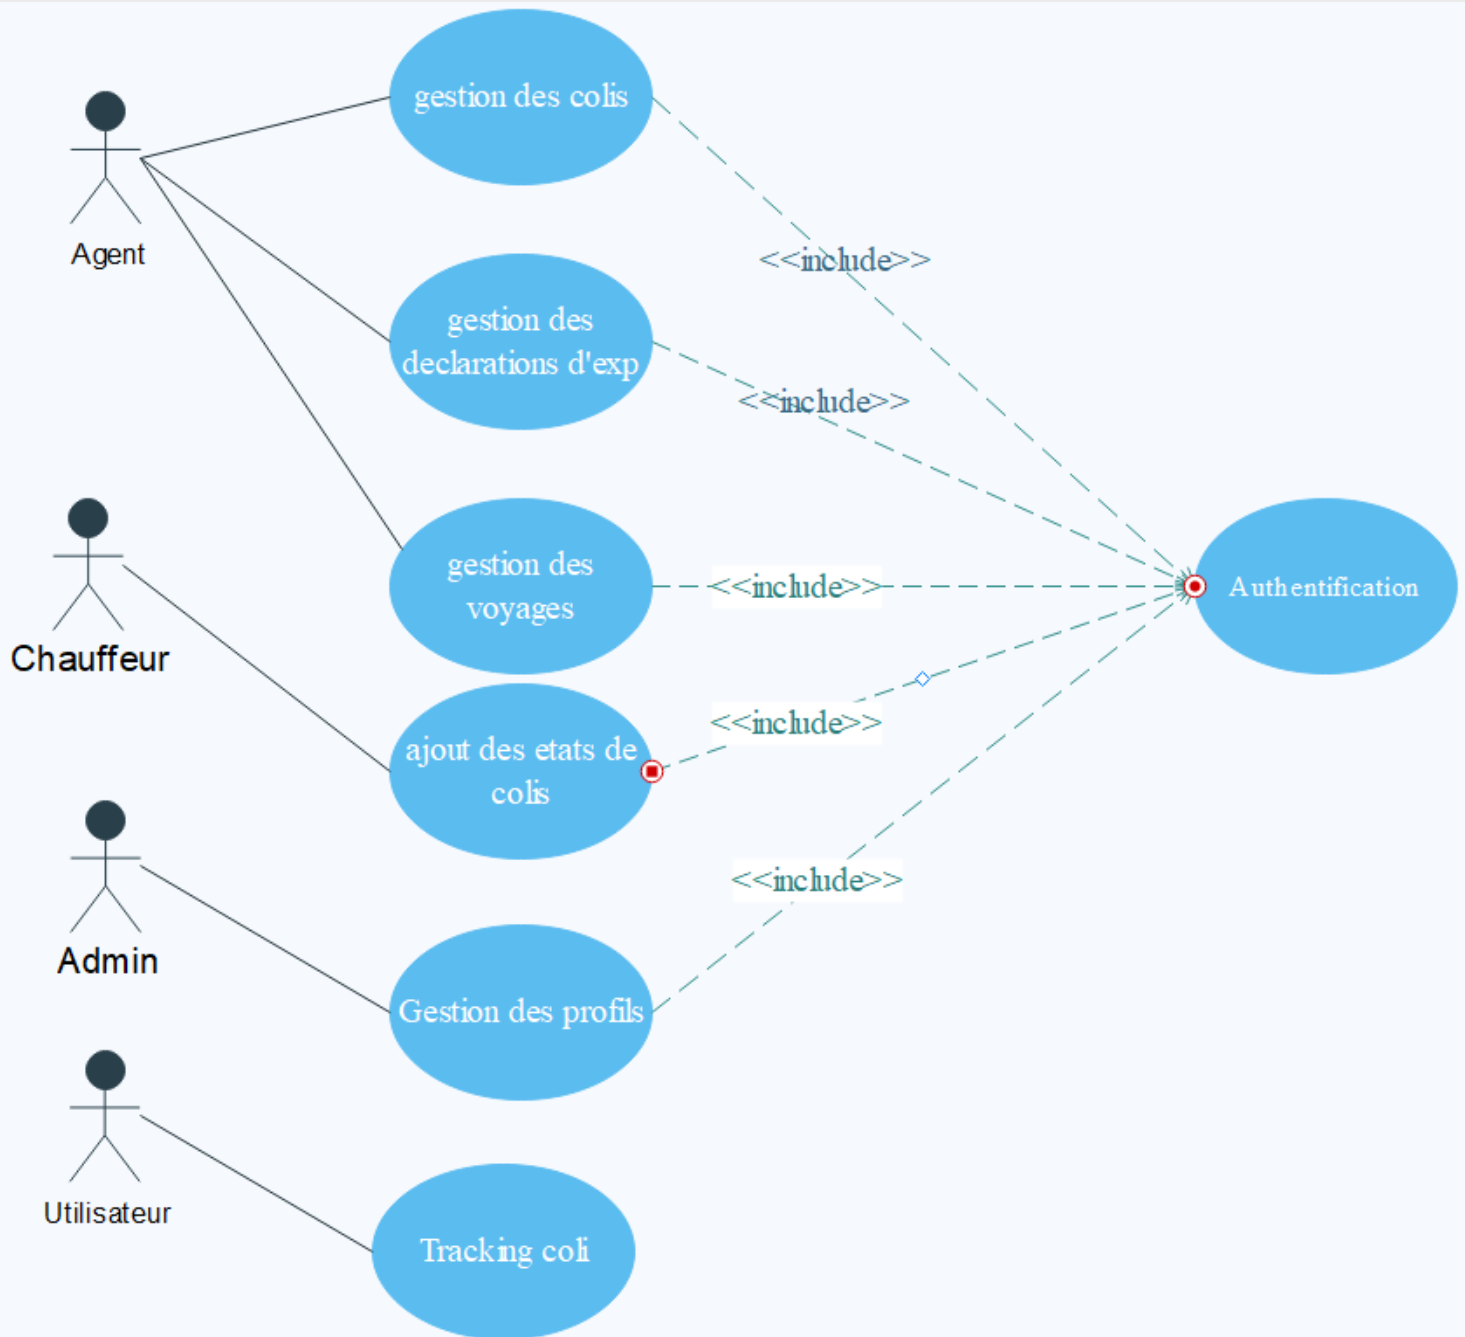 gestion des colis
Agent
<<include>>
gestion des
declarations d'exp
<<include>>
gestion des
voyages
<<include>>
Authentification
Chauffeur
<<include>>
ajout des etats de
colis
<<include>>
Admin
Gestion des profils
Utilisateur
Tracking coli